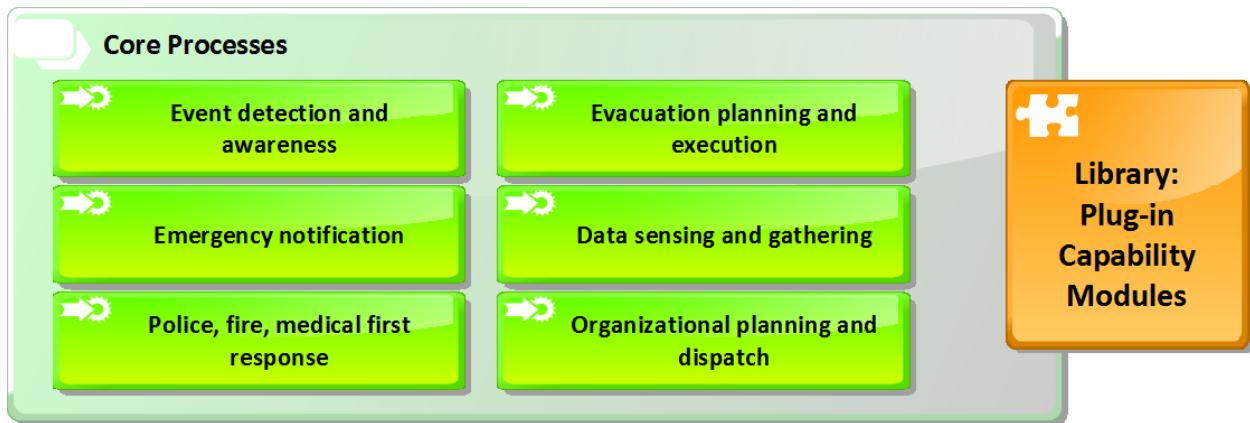 Core Processes
Event detection and
awareness
Evacuation planning and
execution
Emergency notification
Data sensing and gathering
Police, fire, medical first
response
Organizational planning and
dispatch
Library:
Plug-in
Capability
Modules